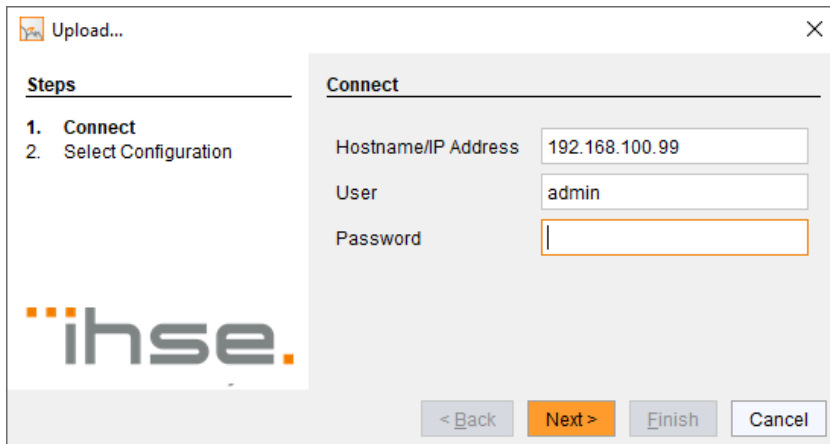 Upload...
Steps
1. Connect
2. Select Configuration
ihse.
Connect
Hostname/IP Address 192.168.100.99
User admin
Password
< Back Next > Finish Cancel